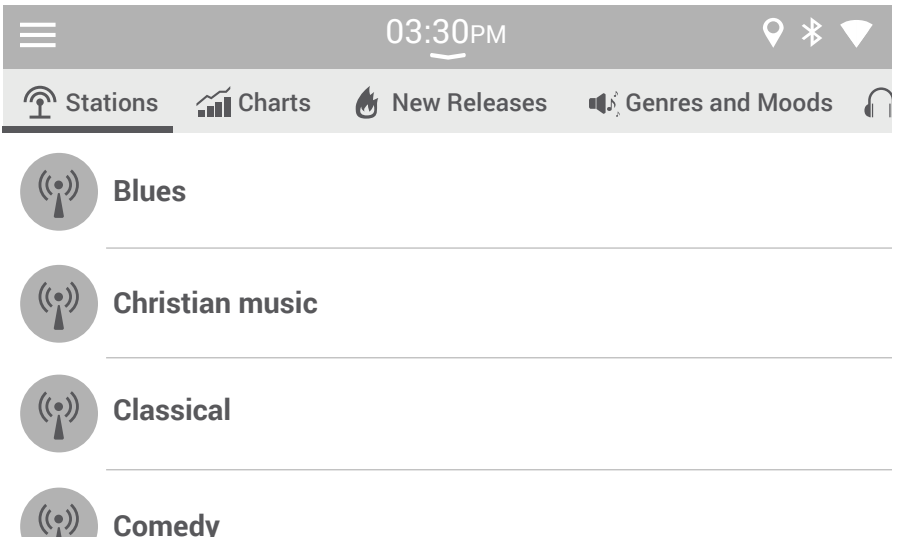 03:30PM
Stations Charts New Releases Genres and Moods
Blues
Christian music
Classical
Comedy